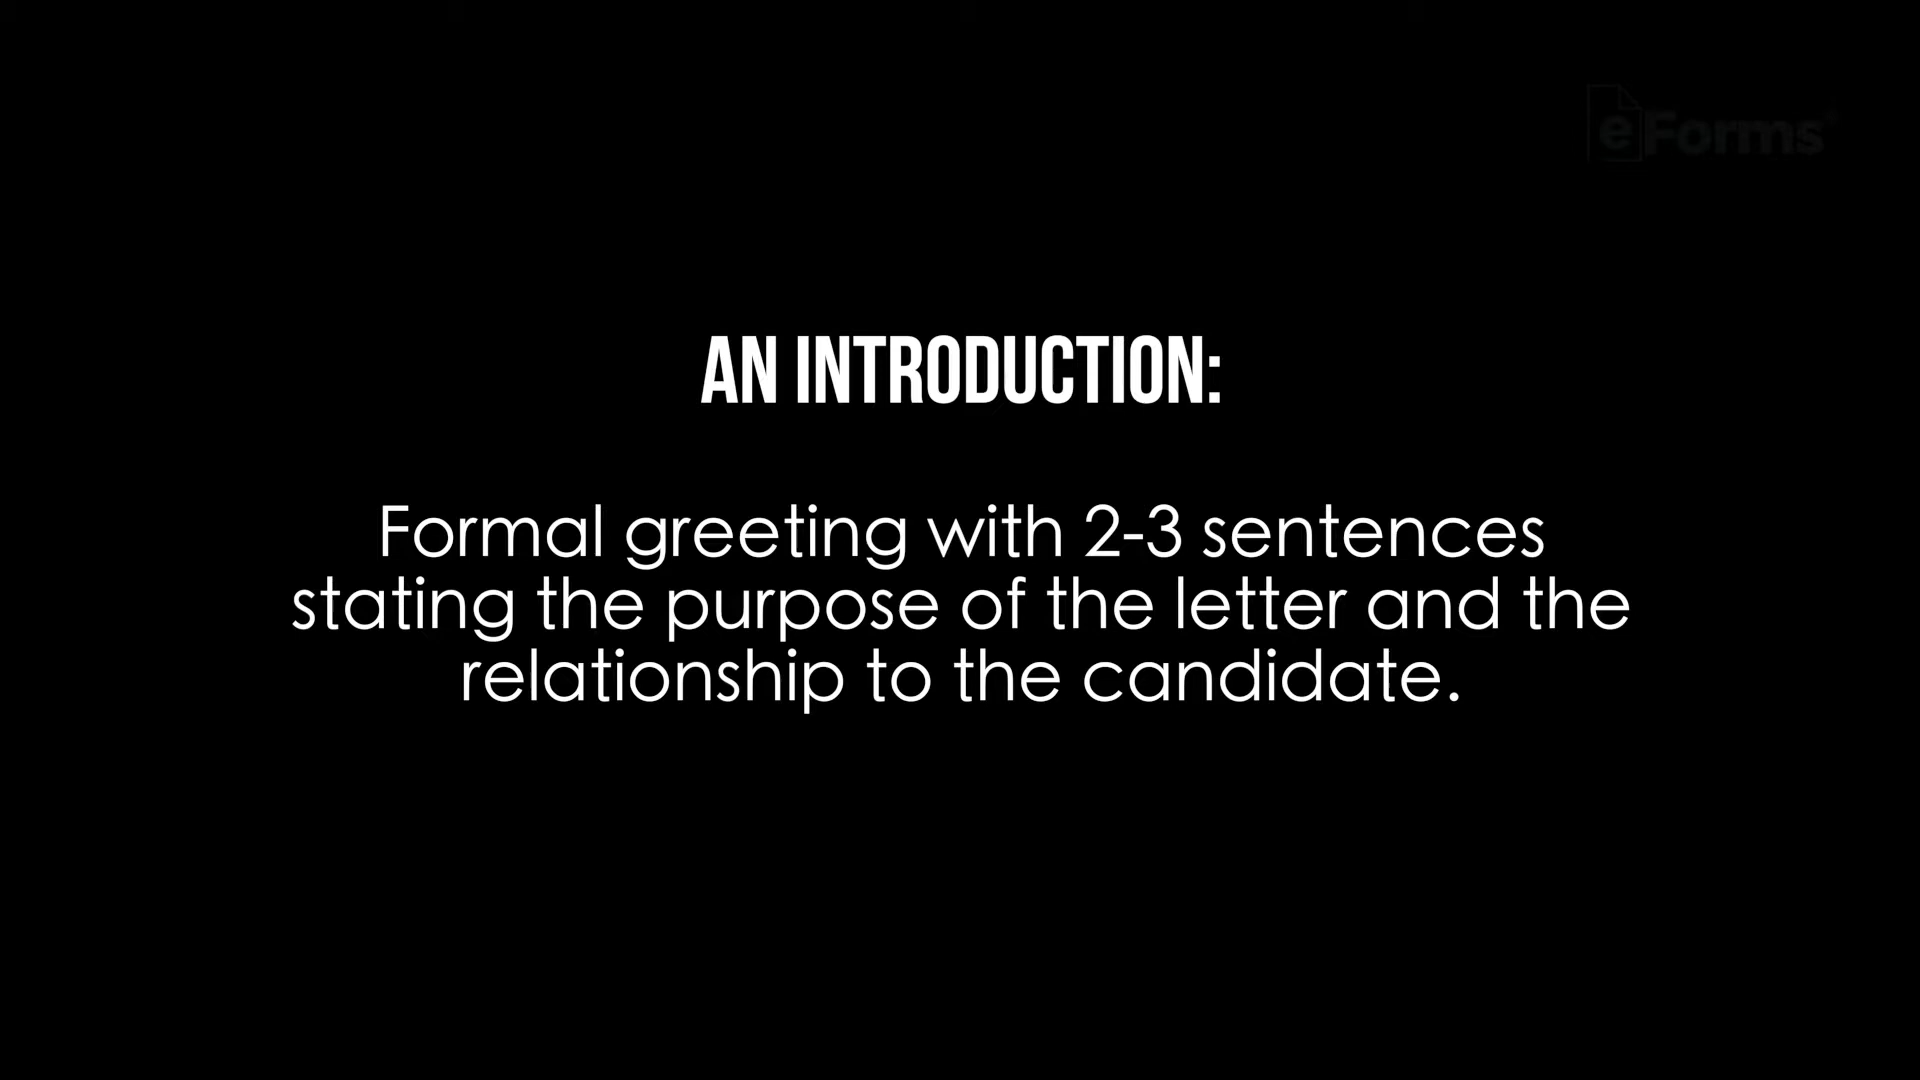 eForms
AN INTRODUCTION:
Formal greeting with 2-3 sentences
stating the purpose of the letter and the
relationship to the candidate.